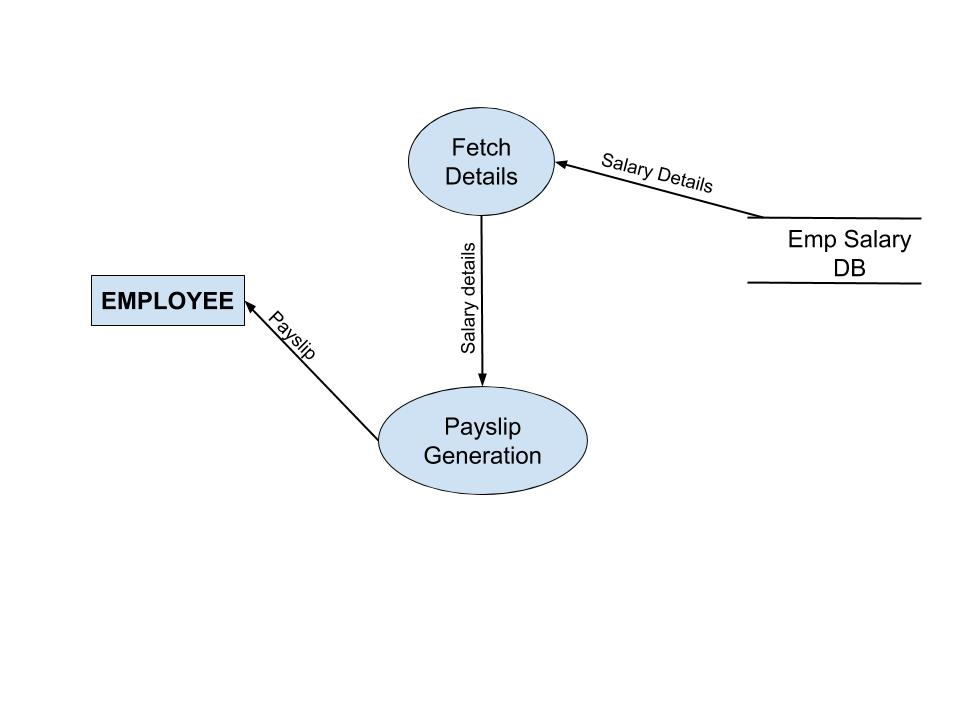 Fetch
Details
Salary Details
Emp Salary
DB
Salary details
EMPLOYEE
Payslip
Payslip
Generation